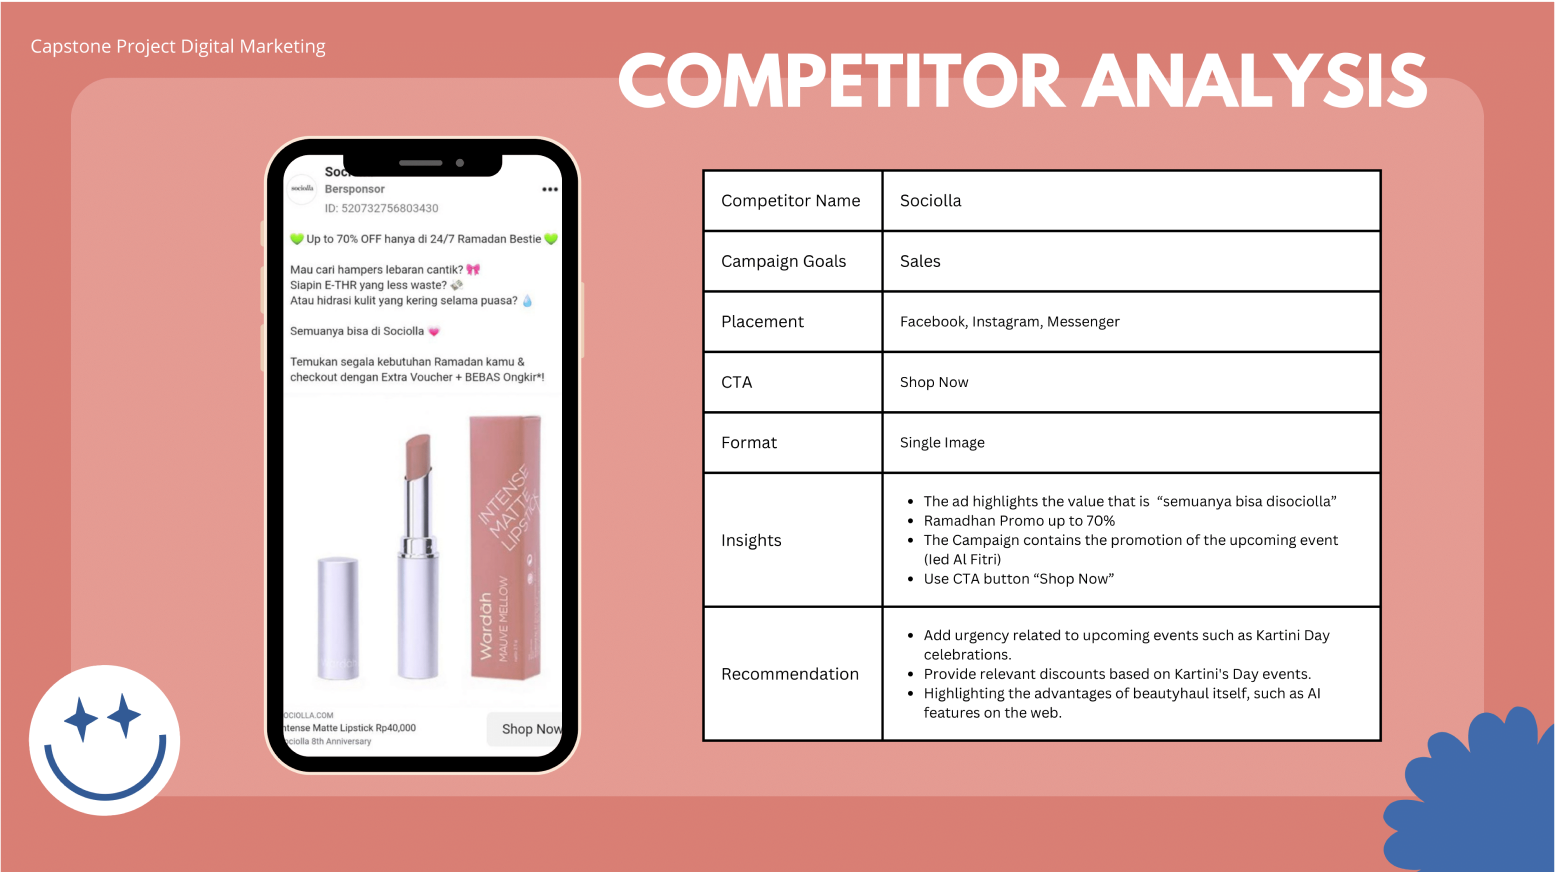 Capstone Project Digital Marketing
COMPETITOR ANALYSIS
sociolla
Soc
Bersponsor
ID: 520732756803430
💚 Up to 70% OFF hanya di 24/7 Ramadan Bestie 💚
Mau cari hampers lebaran cantik? 🎀
Siapin E-THR yang less waste? 💸
Atau hidrasi kulit yang kering selama puasa? 💧
Semuanya bisa di Sociolla 💗
Temukan segala kebutuhan Ramadan kamu &
checkout dengan Extra Voucher + BEBAS Ongkir*!
INTENSE
MATTE
LIPSTICK
Wardah
MAUVE MELLOW
OCIOLLA.COM
ntense Matte Lipstick Rp40,000
ociolla 8th Anniversary
Shop Now
Competitor Name
Sociolla
Campaign Goals
Sales
Placement
Facebook, Instagram, Messenger
CTA
Shop Now
Format
Single Image
Insights
• The ad highlights the value that is “semuanya bisa disociolla”
• Ramadhan Promo up to 70%
• The Campaign contains the promotion of the upcoming event
(Ied Al Fitri)
• Use CTA button “Shop Now”
Recommendation
• Add urgency related to upcoming events such as Kartini Day
celebrations.
• Provide relevant discounts based on Kartini's Day events.
• Highlighting the advantages of beautyhaul itself, such as AI
features on the web.